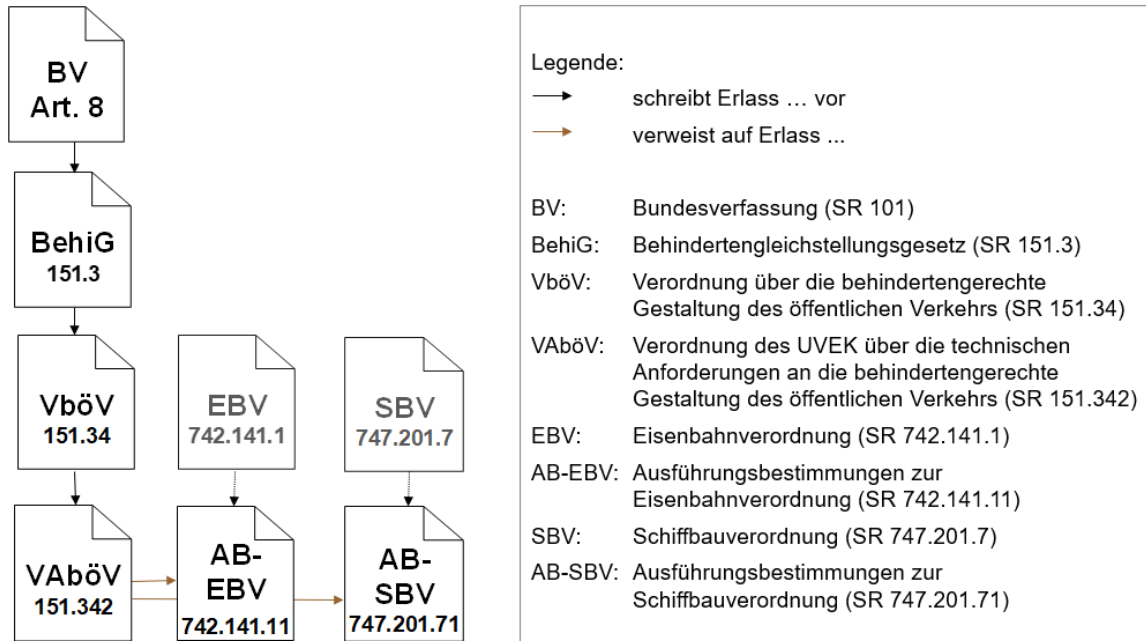 BV
Art. 8
BehiG
151.3
VböV
151.34
EBV
742.141.1
SBV
747.201.7
VAböV
151.342
AB-
EBV
742.141.11
AB-
SBV
747.201.71
Legende:
schreibt Erlass … vor
verweist auf Erlass ...
BV: Bundesverfassung (SR 101)
BehiG: Behindertengleichstellungsgesetz (SR 151.3)
VböV: Verordnung über die behindertengerechte
Gestaltung des öffentlichen Verkehrs (SR 151.34)
VAböV: Verordnung des UVEK über die technischen
Anforderungen an die behindertengerechte
Gestaltung des öffentlichen Verkehrs (SR 151.342)
EBV: Eisenbahnverordnung (SR 742.141.1)
AB-EBV: Ausführungsbestimmungen zur
Eisenbahnverordnung (SR 742.141.11)
SBV: Schiffbauverordnung (SR 747.201.7)
AB-SBV: Ausführungsbestimmungen zur
Schiffbauverordnung (SR 747.201.71)